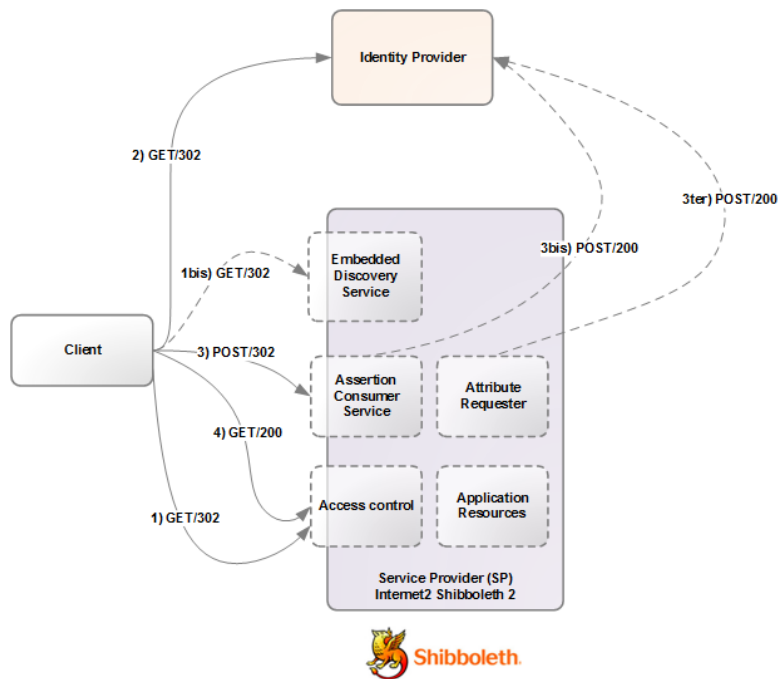 Identity Provider
2) GET/302
3ter) POST/200
3bis) POST/200
Embedded
Discovery
Service
1bis) GET/302
Client
3) POST/302
Assertion
Consumer
Service
Attribute
Requester
4) GET/200
Access control
Application
Resources
1) GET/302
Service Provider (SP)
Internet2 Shibboleth 2
Shibboleth.